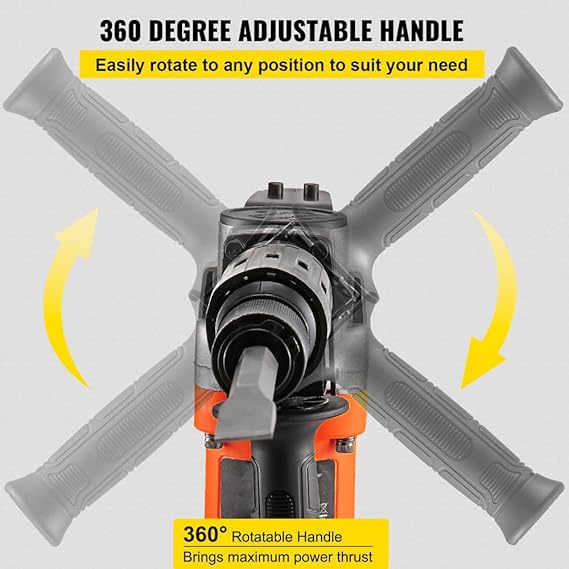 360 DEGREE ADJUSTABLE HANDLE
Easily rotate to any position to suit your need
360° Rotatable Handle
Brings maximum power thrust